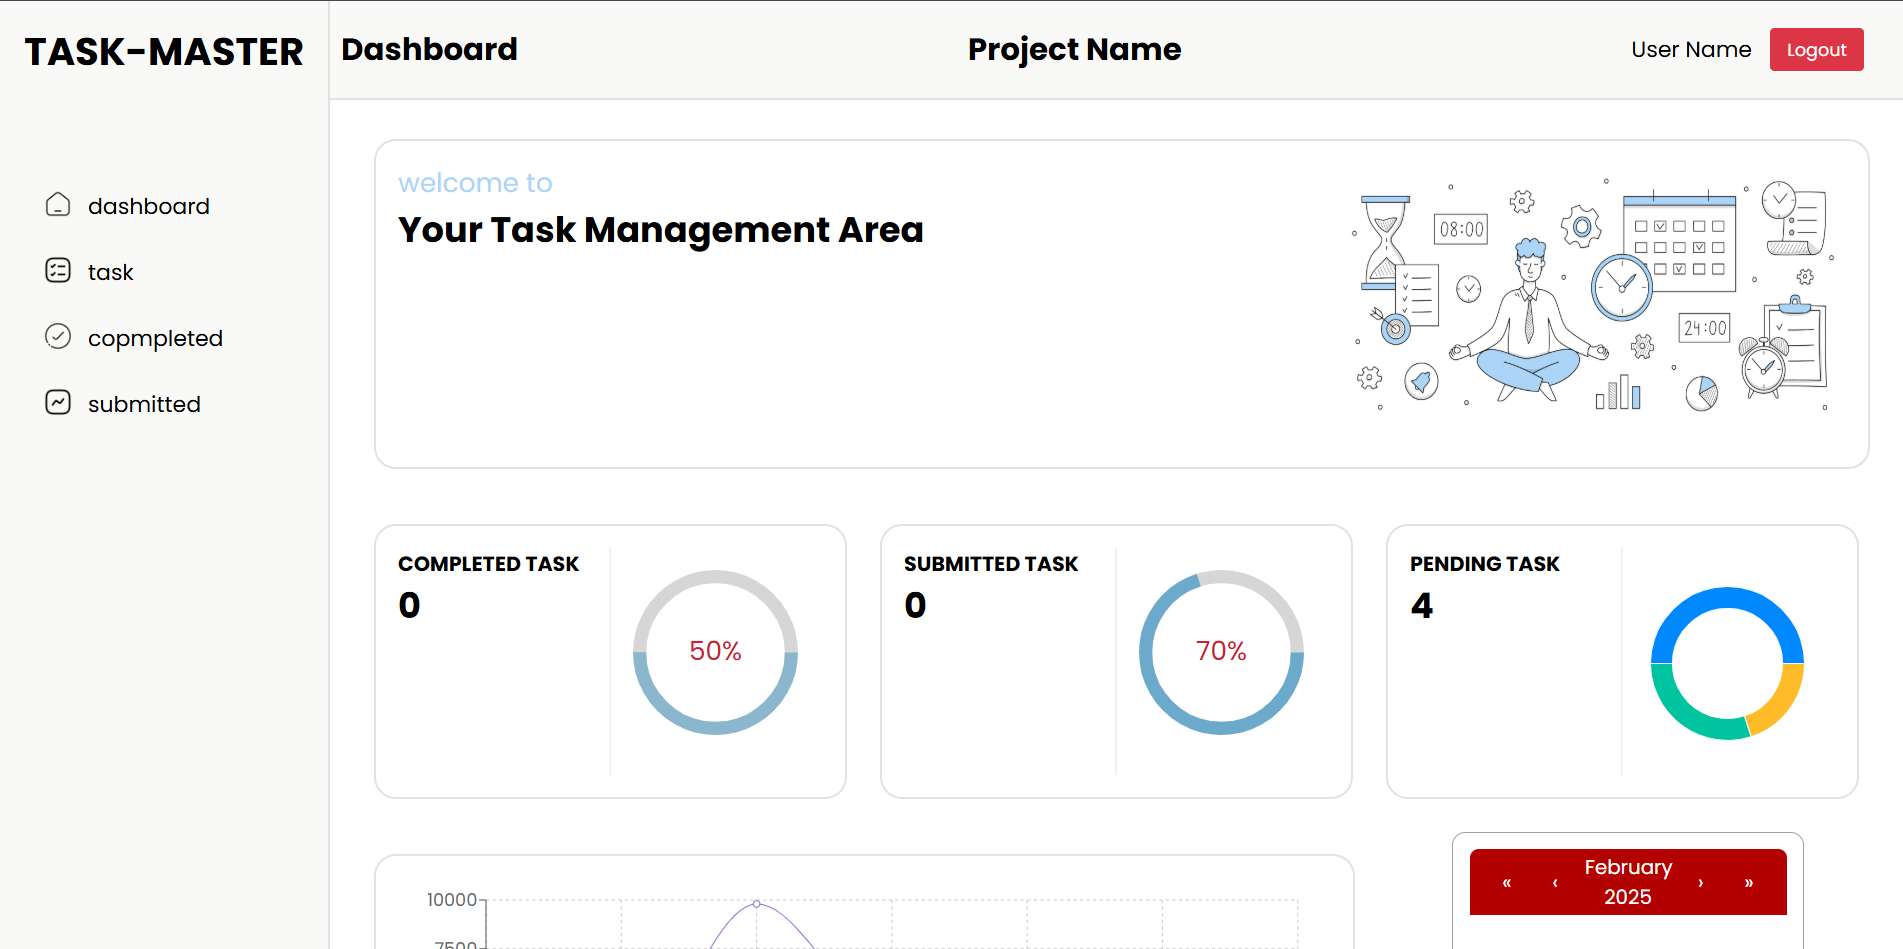 TASK-MASTER
Dashboard
Project Name
User Name
Logout
dashboard
task
copmpleted
submitted
welcome to
Your Task Management Area
08:00
24:00
COMPLETED TASK
0
50%
SUBMITTED TASK
0
70%
PENDING TASK
4
10000
7500
« ‹ February 2025 › »